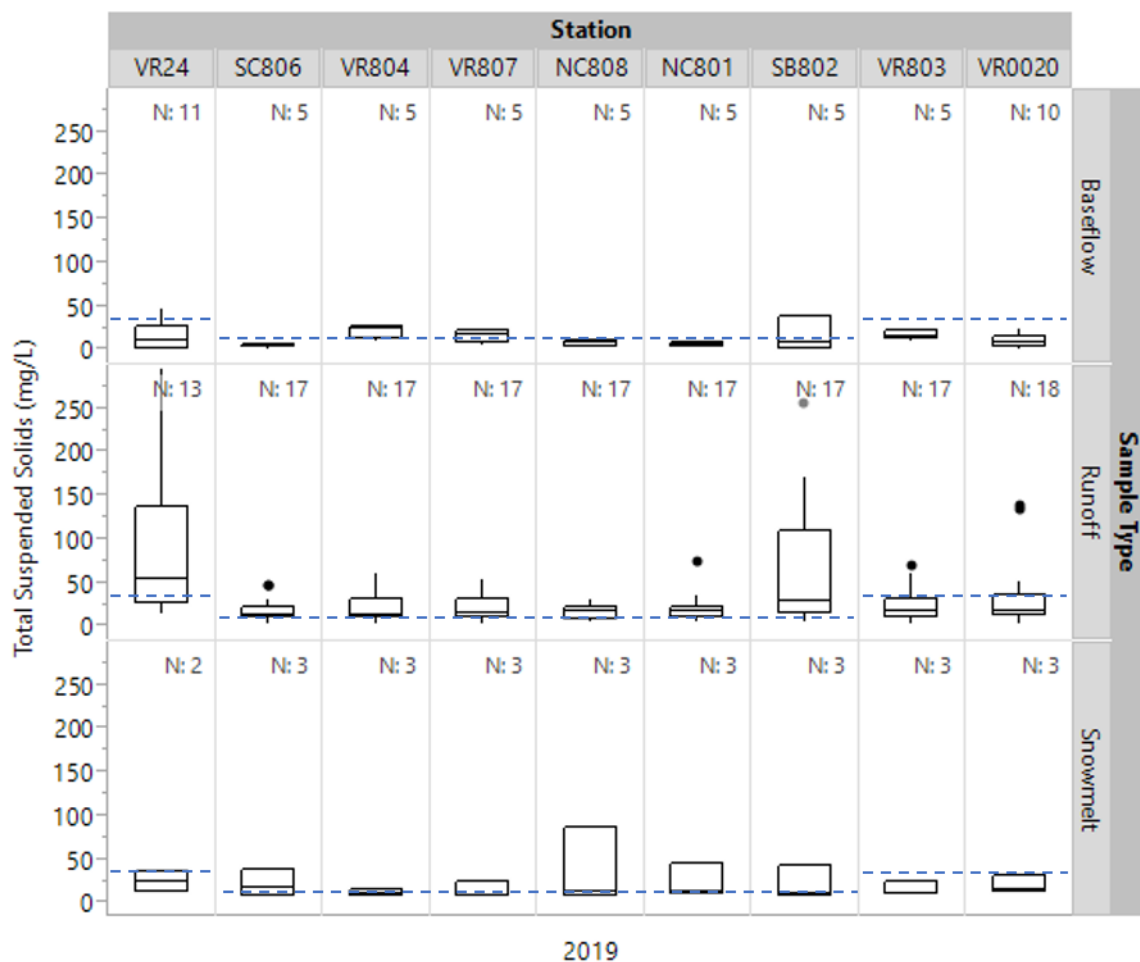 Station
VR24 SC806 VR804 VR807 NC808 NC801 SB802 VR803 VR0020
N: 11 N: 5 N: 5 N: 5 N: 5 N: 5 N: 5 N: 5 N: 10
250
200
150
100
50
0
Baseflow
N: 13 N: 17 N: 17 N: 17 N: 17 N: 17 N: 17 N: 17 N: 18
250
200
150
100
50
0
Runoff
N: 2 N: 3 N: 3 N: 3 N: 3 N: 3 N: 3 N: 3 N: 3
250
200
150
100
50
0
Snowmelt
Total Suspended Solids (mg/L)
Sample Type
2019